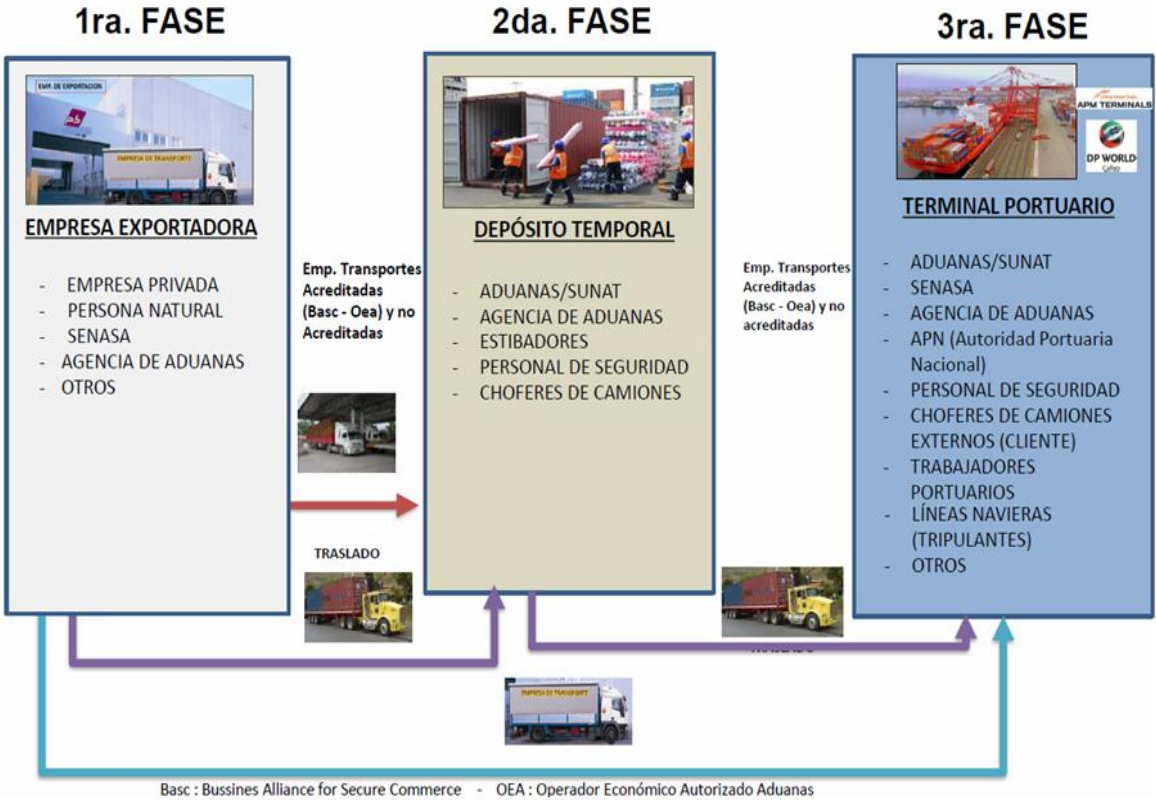 1ra. FASE
2da. FASE
3ra. FASE
EMP. DE EXPORTACION
EMPRESA DE TRANSPORTE
EMPRESA EXPORTADORA
- EMPRESA PRIVADA
- PERSONA NATURAL
- SENASA
- AGENCIA DE ADUANAS
- OTROS
Emp. Transportes
Acreditadas
(Basc - Oea) y no
Acreditadas
TRASLADO
DEPÓSITO TEMPORAL
- ADUANAS/SUNAT
- AGENCIA DE ADUANAS
- ESTIBADORES
- PERSONAL DE SEGURIDAD
- CHOFERES DE CAMIONES
Emp. Transportes
Acreditadas
(Basc - Oea) y no
acreditadas
APM TERMINALS
DP WORLD
Callao
TERMINAL PORTUARIO
- ADUANAS/SUNAT
- SENASA
- AGENCIA DE ADUANAS
- APN (Autoridad Portuaria
Nacional)
- PERSONAL DE SEGURIDAD
- CHOFERES DE CAMIONES
EXTERNOS (CLIENTE)
- TRABAJADORES
PORTUARIOS
- LÍNEAS NAVIERAS
(TRIPULANTES)
- OTROS
EMPRESA DE TRANSPORTE
Basc : Bussines Alliance for Secure Commerce - OEA : Operador Económico Autorizado Aduanas